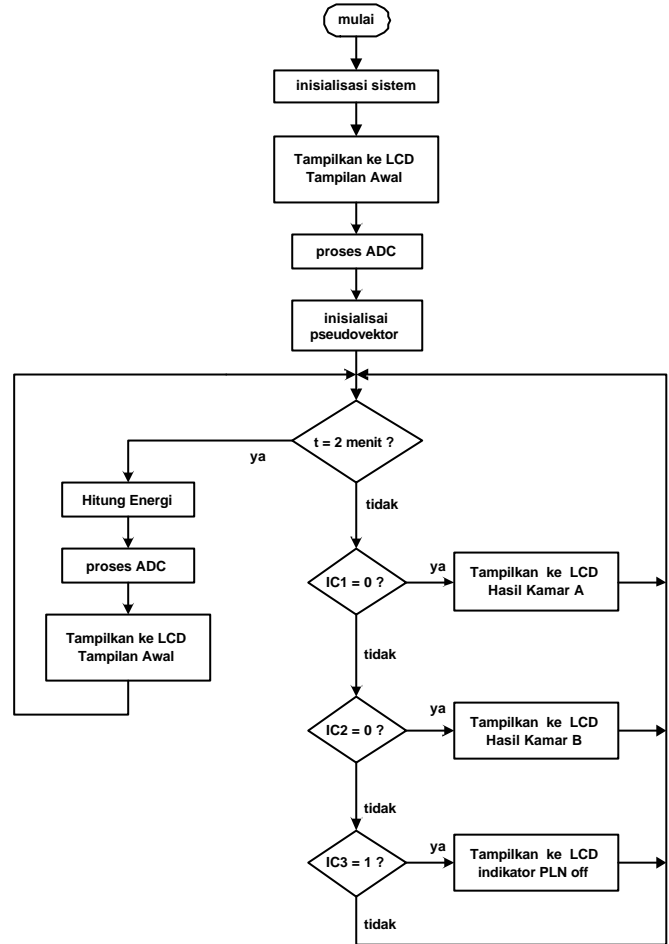 mulai
inisialisasi sistem
Tampilkan ke LCD
Tampilan Awal
proses ADC
inisialisai
pseudovektor
t = 2 menit ?
ya
tidak
Hitung Energi
proses ADC
Tampilkan ke LCD
Tampilan Awal
IC1 = 0 ?
ya
Tampilkan ke LCD
Hasil Kamar A
tidak
IC2 = 0 ?
ya
Tampilkan ke LCD
Hasil Kamar B
tidak
IC3 = 1 ?
ya
Tampilkan ke LCD
indikator PLN off
tidak